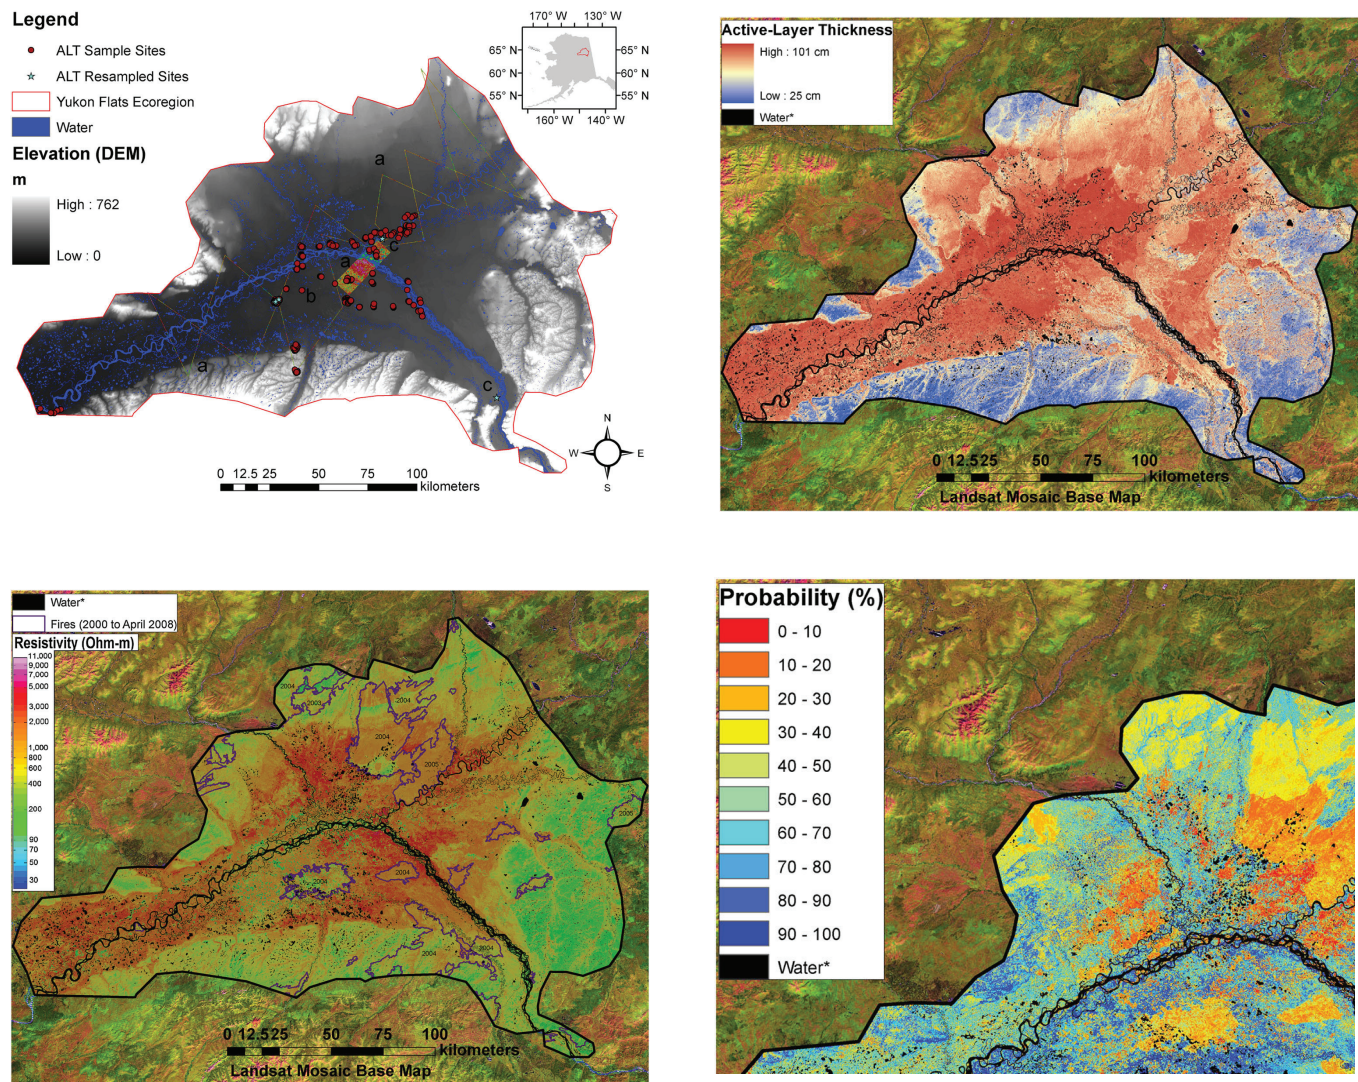 Legend
ALT Sample Sites
ALT Resampled Sites
Yukon Flats Ecoregion
Water
Elevation (DEM)
m
High : 762
Low : 0
170° W 130° W
65° N 65° N
60° N 60° N
55° N 55° N
160° W 140° W
a
c
a
b
a
c
N
W E
S
0 12.5 25 50 75 100
kilometers
Active-Layer Thickness
High : 101 cm
Low : 25 cm
Water*
0 12.5 25 50 75 100
kilometers
Landsat Mosaic Base Map
Water*
Fires (2000 to April 2008)
Resistivity (Ohm-m)
11,000
9,000
7,000
5,000
3,000
2,000
1,000
800
600
400
200
90
70
50
30
2004
2003
2004
2004
2005
2005
2004
2004
2004
2004
0 12.5 25 50 75 100
kilometers
Landsat Mosaic Base Map
Probability (%)
0 - 10
10 - 20
20 - 30
30 - 40
40 - 50
50 - 60
60 - 70
70 - 80
80 - 90
90 - 100
Water*